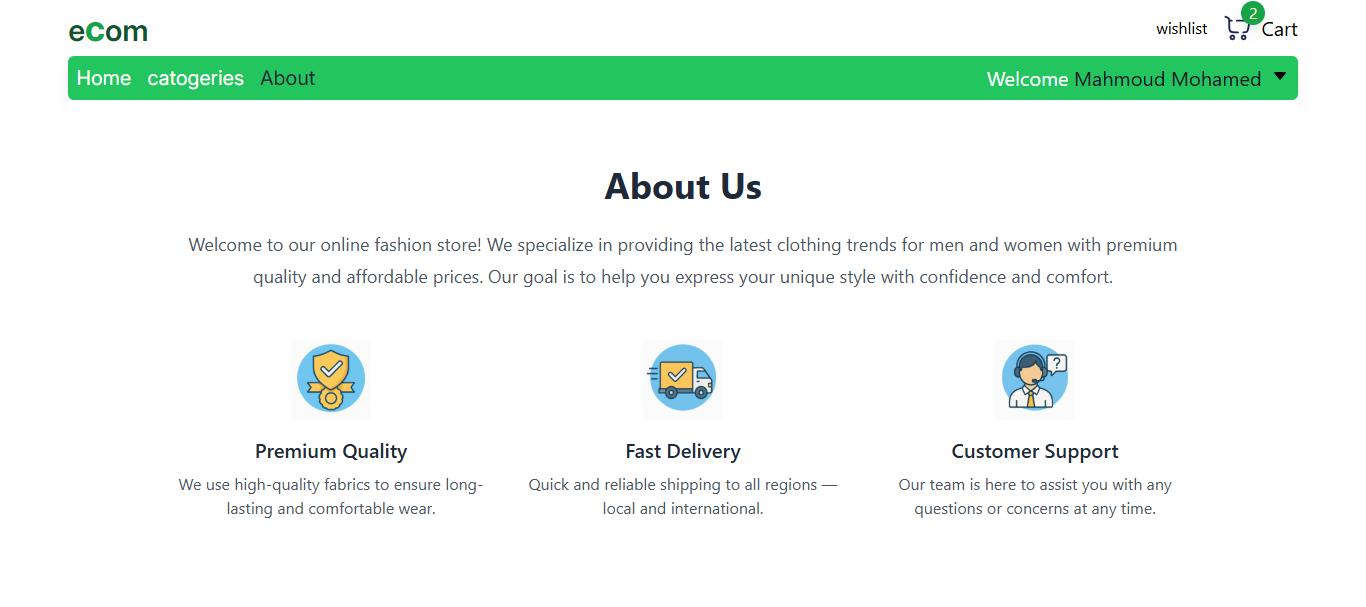 eCom
wishlist
2
Cart
Home catogeries About
Welcome Mahmoud Mohamed
About Us
Welcome to our online fashion store! We specialize in providing the latest clothing trends for men and women with premium
quality and affordable prices. Our goal is to help you express your unique style with confidence and comfort.
?
Premium Quality
We use high-quality fabrics to ensure long-
lasting and comfortable wear.
Fast Delivery
Quick and reliable shipping to all regions —
local and international.
Customer Support
Our team is here to assist you with any
questions or concerns at any time.